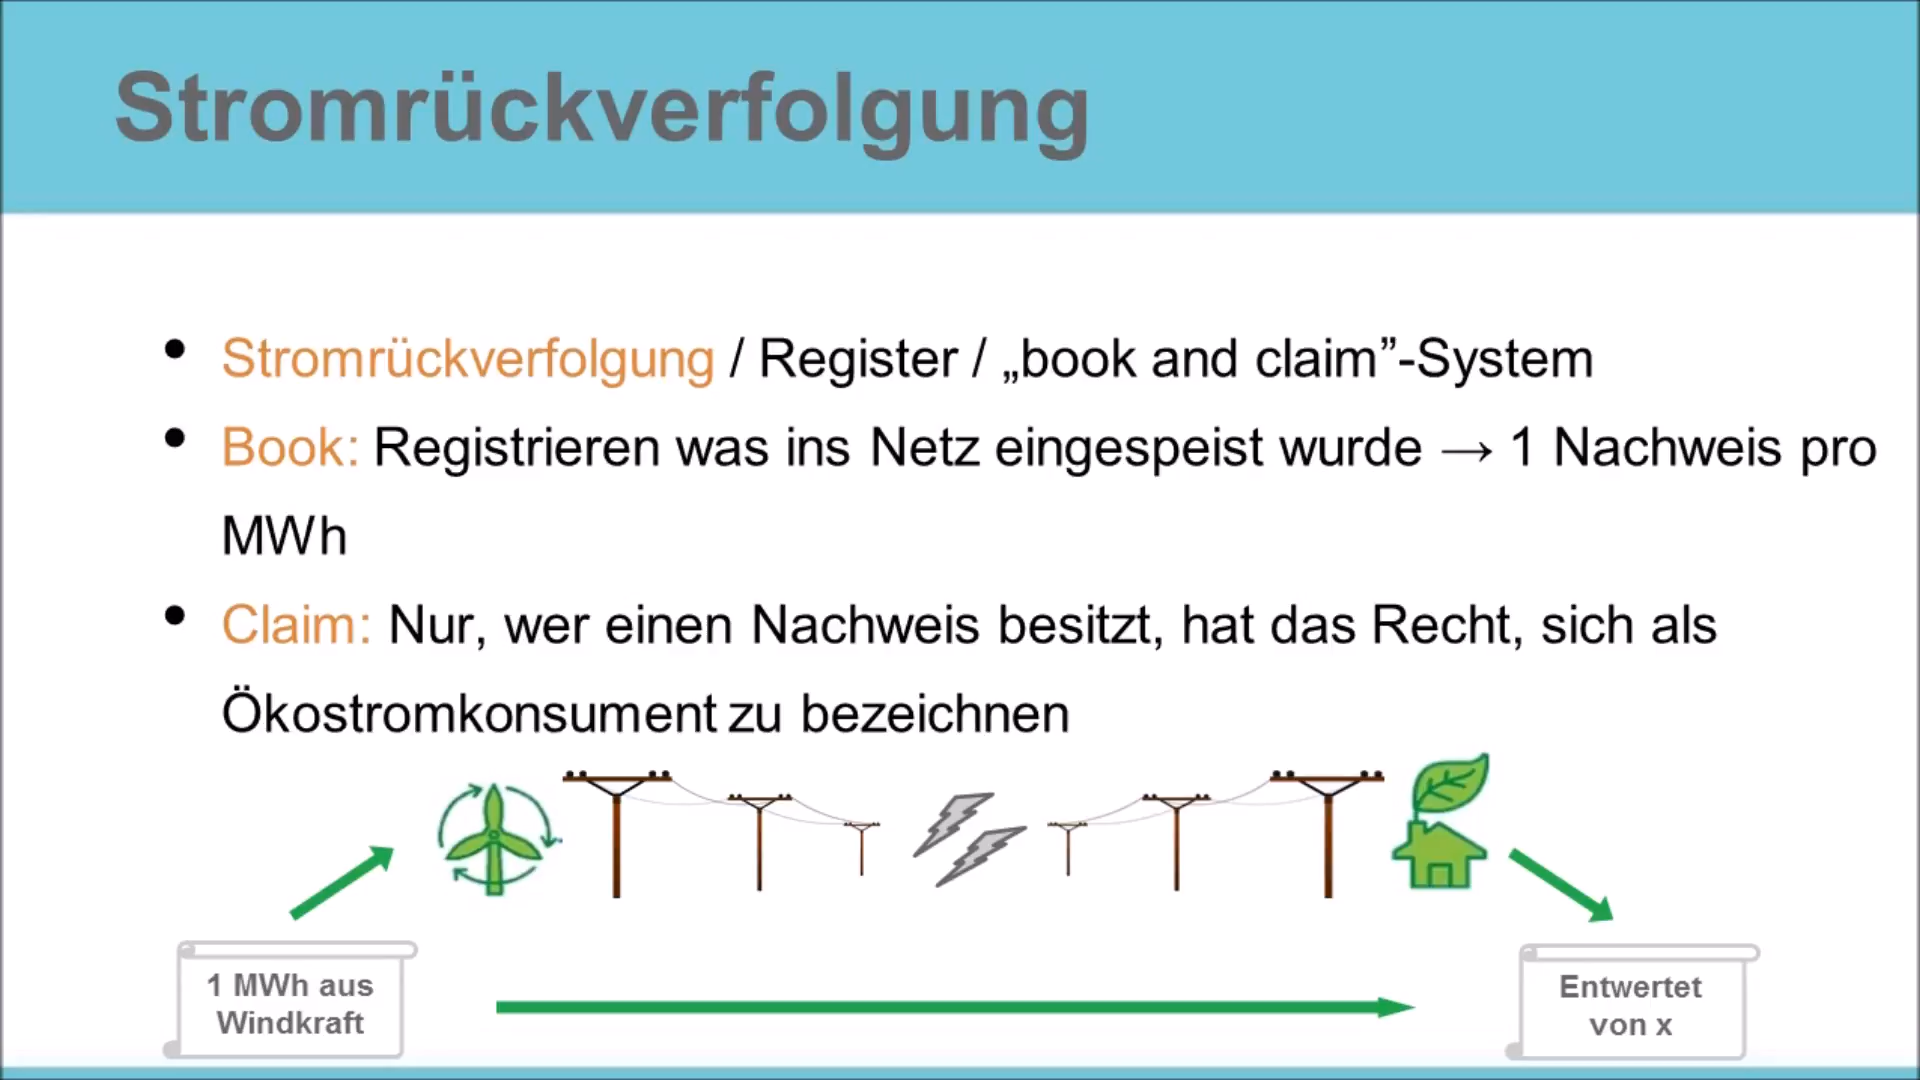 Stromrückverfolgung
• Stromrückverfolgung / Register / „book and claim”-System
• Book: Registrieren was ins Netz eingespeist wurde → 1 Nachweis pro
MWh
• Claim: Nur, wer einen Nachweis besitzt, hat das Recht, sich als
Ökostromkonsument zu bezeichnen
1 MWh aus
Windkraft
Entwertet
von x